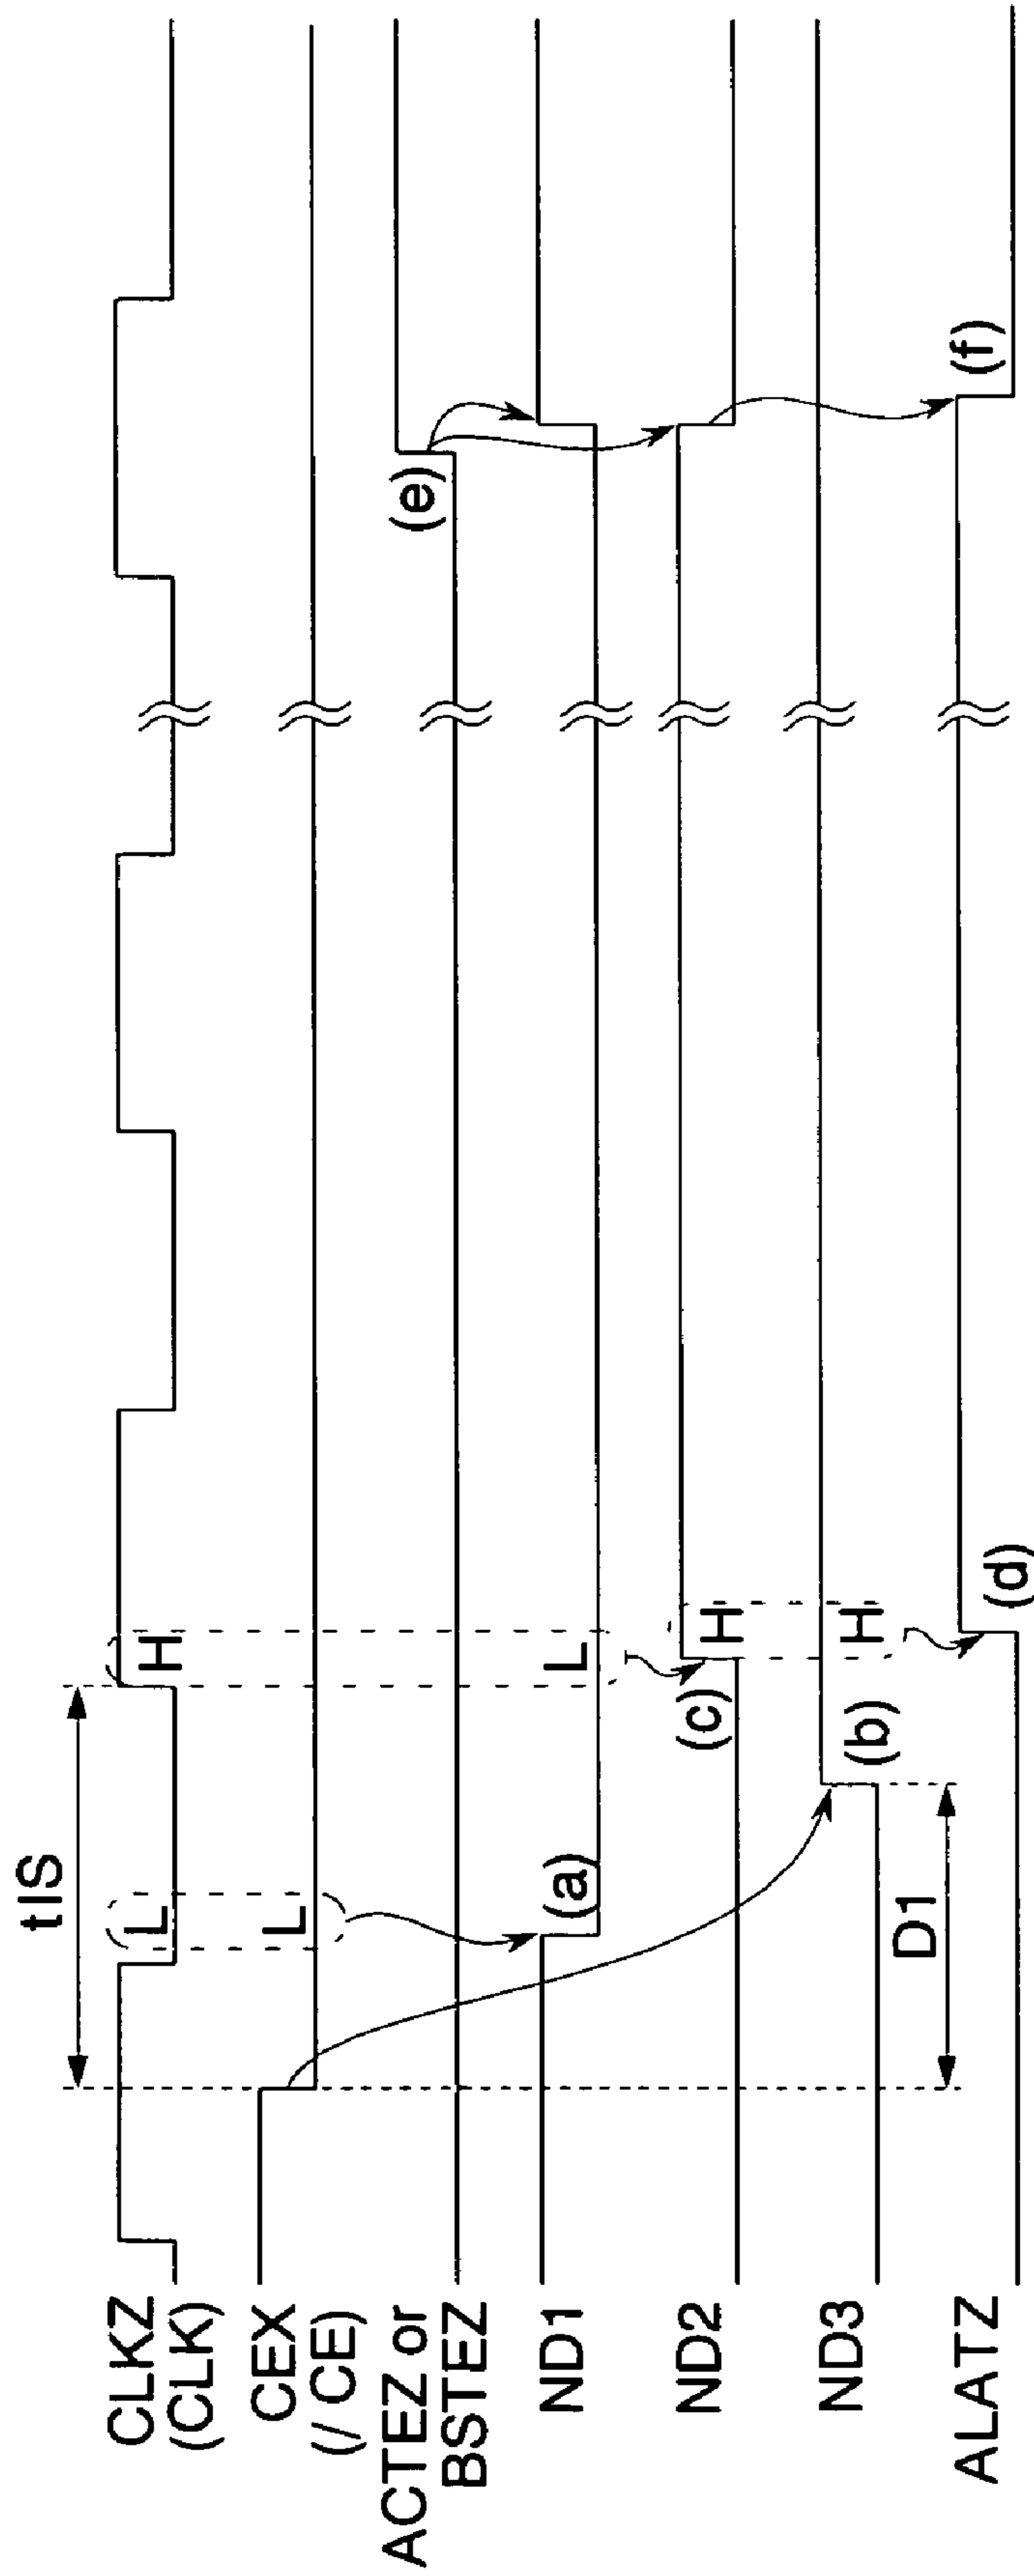 tIS
CLKZ
(CLK)
L
H
CEX
(/ CE)
L
ACTEZ or
BSTEZ
(e)
ND1
(a)
L
ND2
(c)
H
ND3
(b)
H
D1
ALATZ
(d)
(f)